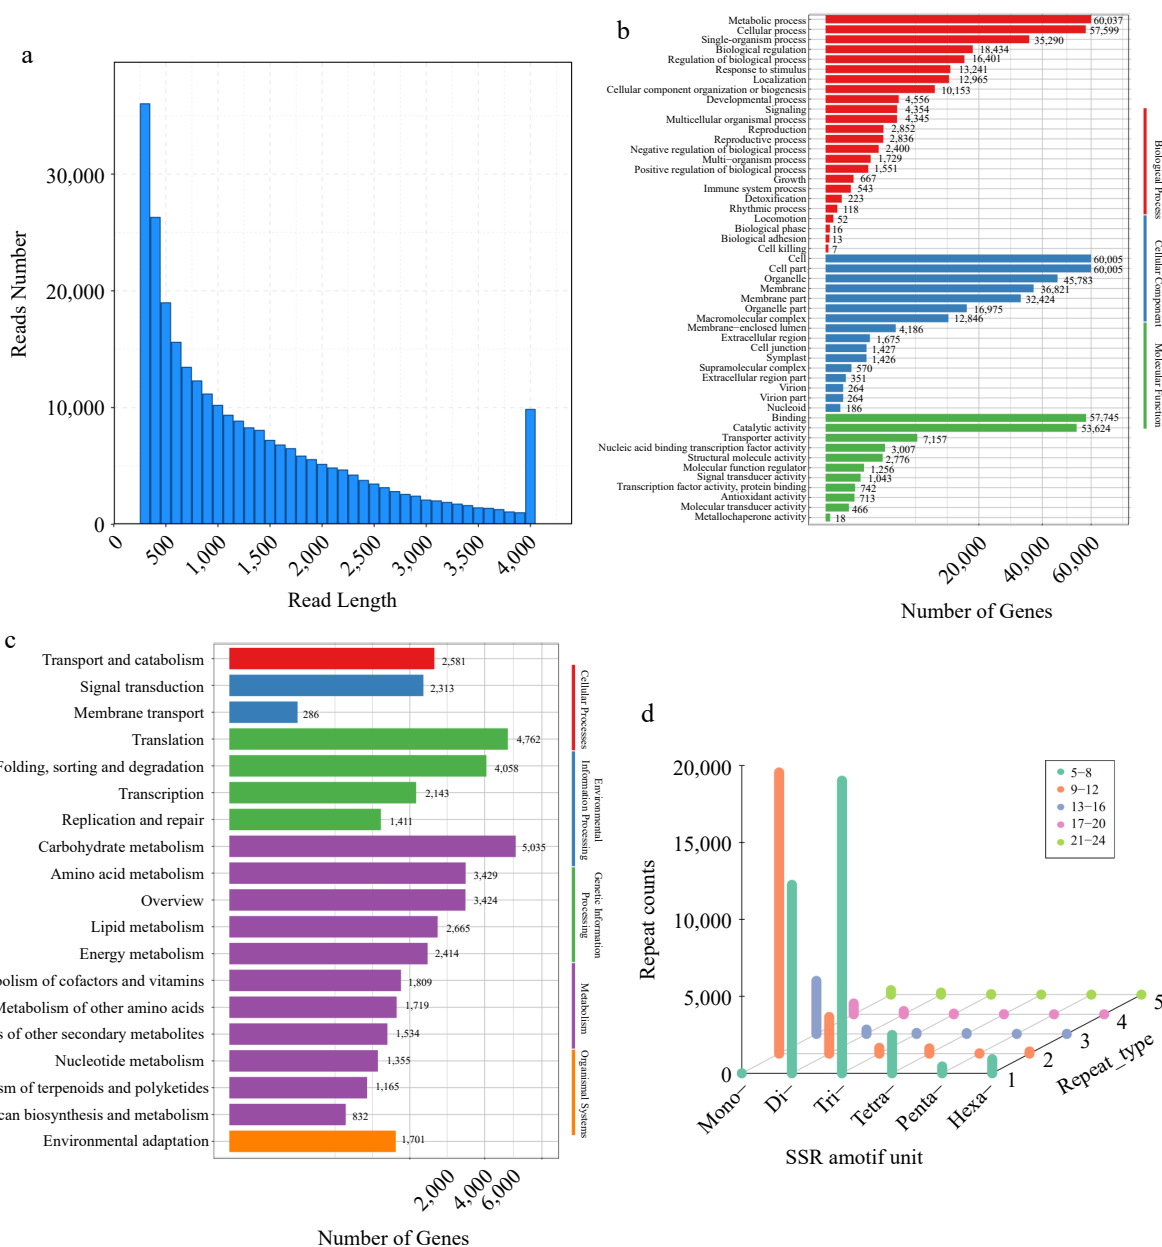 a
Reads Number
30,000
20,000
10,000
0
0
500
1,000
1,500
2,000
2,500
3,000
3,500
4,000
Read Length
b
Metabolic process 60,037
Cellular process 57,599
Single-organism process 35,290
Biological regulation 18,434
Regulation of biological process 16,401
Response to stimulus 13,241
Localization 12,965
Cellular component organization or biogenesis 10,153
Developmental process 4,556
Signaling 4,354
Multicellular organismal process 4,345
Reproduction 2,852
Reproductive process 2,836
Negative regulation of biological process 2,400
Multi−organism process 1,729
Positive regulation of biological process 1,551
Growth 667
Immune system process 543
Detoxification 223
Rhythmic process 118
Locomotion 52
Biological phase 16
Biological adhesion 13
Cell killing 7
Cell 60,005
Cell part 60,005
Organelle 45,783
Membrane 36,821
Membrane part 32,424
Organelle part 16,975
Macromolecular complex 12,846
Membrane−enclosed lumen 4,186
Extracellular region 1,675
Cell junction 1,427
Symplast 1,426
Supramolecular complex 570
Extracellular region part 351
Virion 264
Virion part 264
Nucleoid 186
Binding 57,745
Catalytic activity 53,624
Transporter activity 7,157
Nucleic acid binding transcription factor activity 3,007
Structural molecule activity 2,776
Molecular function regulator 1,256
Signal transducer activity 1,043
Transcription factor activity, protein binding 742
Antioxidant activity 713
Molecular transducer activity 466
Metallochaperone activity 18
Biological Process
Cellular Component
Molecular Function
20,000
40,000
60,000
Number of Genes
c
Transport and catabolism 2,581
Signal transduction 2,313
Membrane transport 286
Translation 4,762
Folding, sorting and degradation 4,058
Transcription 2,143
Replication and repair 1,411
Carbohydrate metabolism 5,035
Amino acid metabolism 3,429
Overview 3,424
Lipid metabolism 2,665
Energy metabolism 2,414
olism of cofactors and vitamins 1,809
Metabolism of other amino acids 1,719
s of other secondary metabolites 1,534
Nucleotide metabolism 1,355
sm of terpenoids and polyketides 1,165
can biosynthesis and metabolism 832
Environmental adaptation 1,701
Cellular Processes
Environmental
Information Processing
Genetic Information
Processing
Metabolism
Organismal Systems
2,000
4,000
6,000
Number of Genes
d
Repeat counts
20,000
15,000
10,000
5,000
0
5−8
9−12
13−16
17−20
21−24
Mono−
Di−
Tri−
Tetra−
Penta−
Hexa−
1
2
3
4
5
Repeat_type
SSR amotif unit